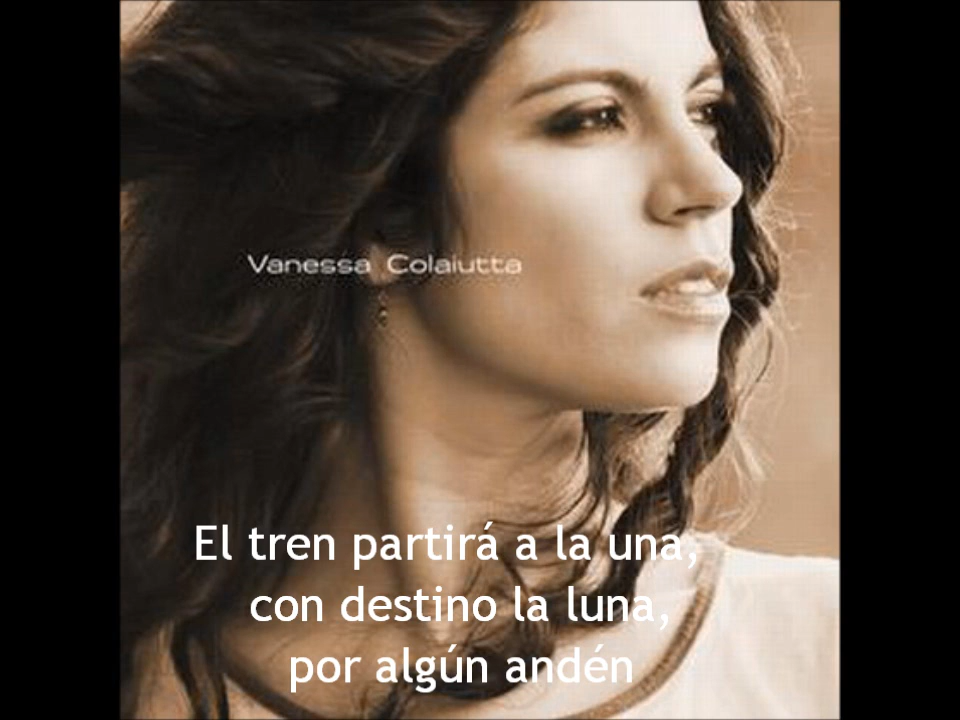 Vanessa Colaiutta
El tren partirá a la una,
con destino la luna,
por algún andén